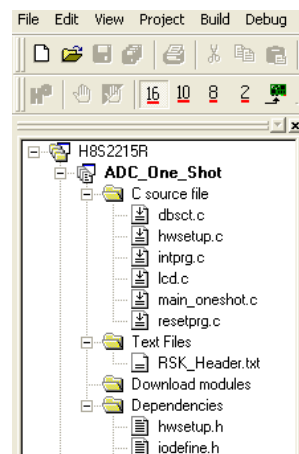 File Edit View Project Build Debug
16 10 8 2
H8S2215R
ADC_One_Shot
C source file
dbsct.c
hwsetup.c
intprg.c
lcd.c
main_oneshot.c
resetprg.c
Text Files
RSK_Header.txt
Download modules
Dependencies
hwsetup.h
iodefine.h